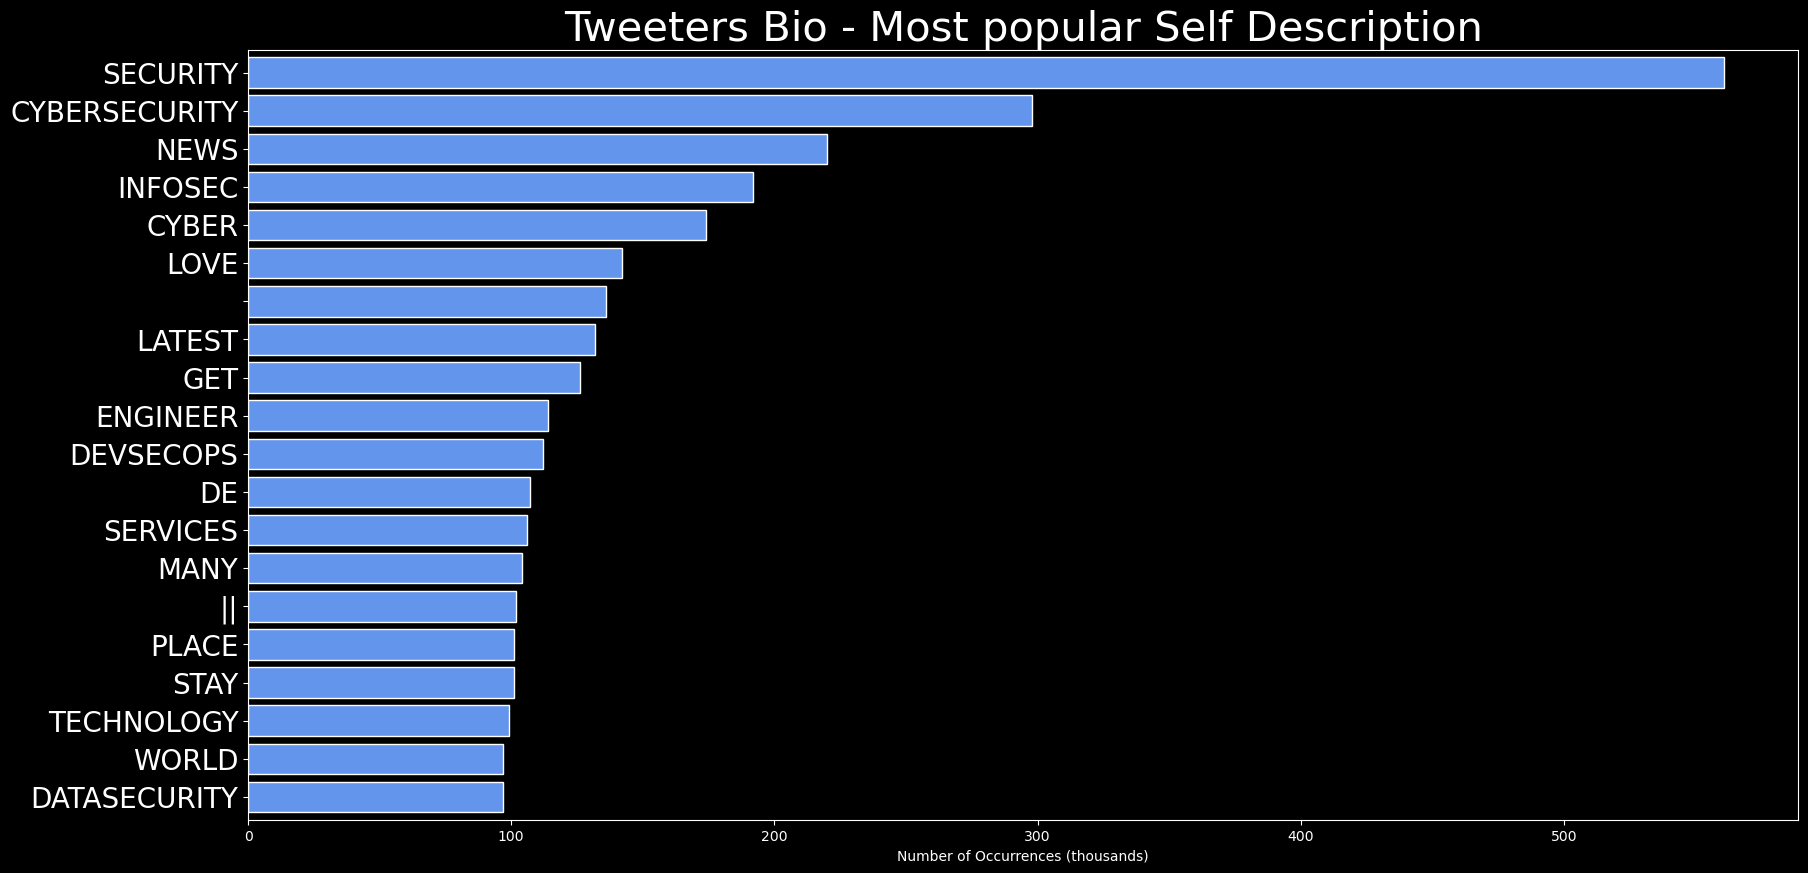 Tweeters Bio - Most popular Self Description
SECURITY
CYBERSECURITY
NEWS
INFOSEC
CYBER
LOVE
LATEST
GET
ENGINEER
DEVSECOPS
DE
SERVICES
MANY
||
PLACE
STAY
TECHNOLOGY
WORLD
DATASECURITY
0 100 200 300 400 500
Number of Occurrences (thousands)